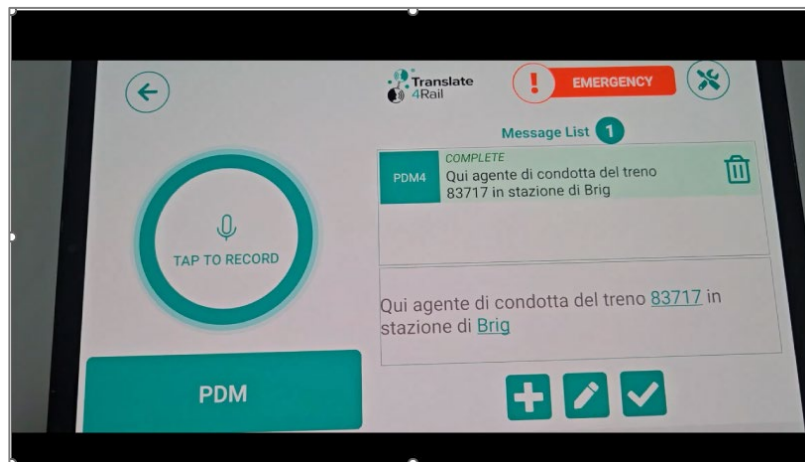 Translate
4Rail
! EMERGENCY
Message List 1
COMPLETE
PDM4
Qui agente di condotta del treno
83717 in stazione di Brig
TAP TO RECORD
Qui agente di condotta del treno 83717 in
stazione di Brig
PDM